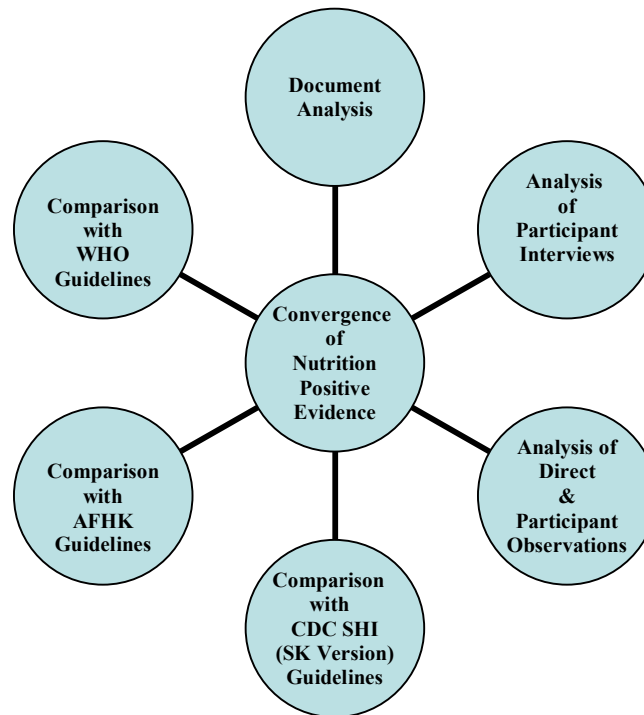 Document
Analysis
Comparison
with
WHO
Guidelines
Analysis
of
Participant
Interviews
Convergence
of
Nutrition
Positive
Evidence
Comparison
with
AFHK
Guidelines
Analysis of
Direct
&
Participant
Observations
Comparison
with
CDC SHI
(SK Version)
Guidelines